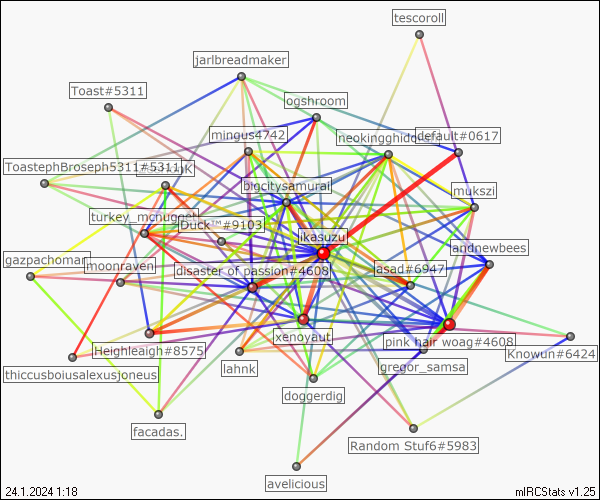 tescoroll
jarlbreadmaker
Toast#5311
ogshroom
mingus4742
default#0617
ToastephBroseph5311#5311
bigcitysamurai
mukszi
turkey_mcnugget
Duck™#9103
ikasuzu
andnewbees
gazpachoman
moonraven
disaster of passion#4608
asad#6947
Heighleaigh#8575
xenoyaut
pink hair woag#4608
Knowun#6424
thiccusboiusalexusjoneus
lahnk
gregor_samsa
doggerdig
facadas.
Random Stuf6#5983
avelicious
24.1.2024 1:18
mIRCStats v1.25